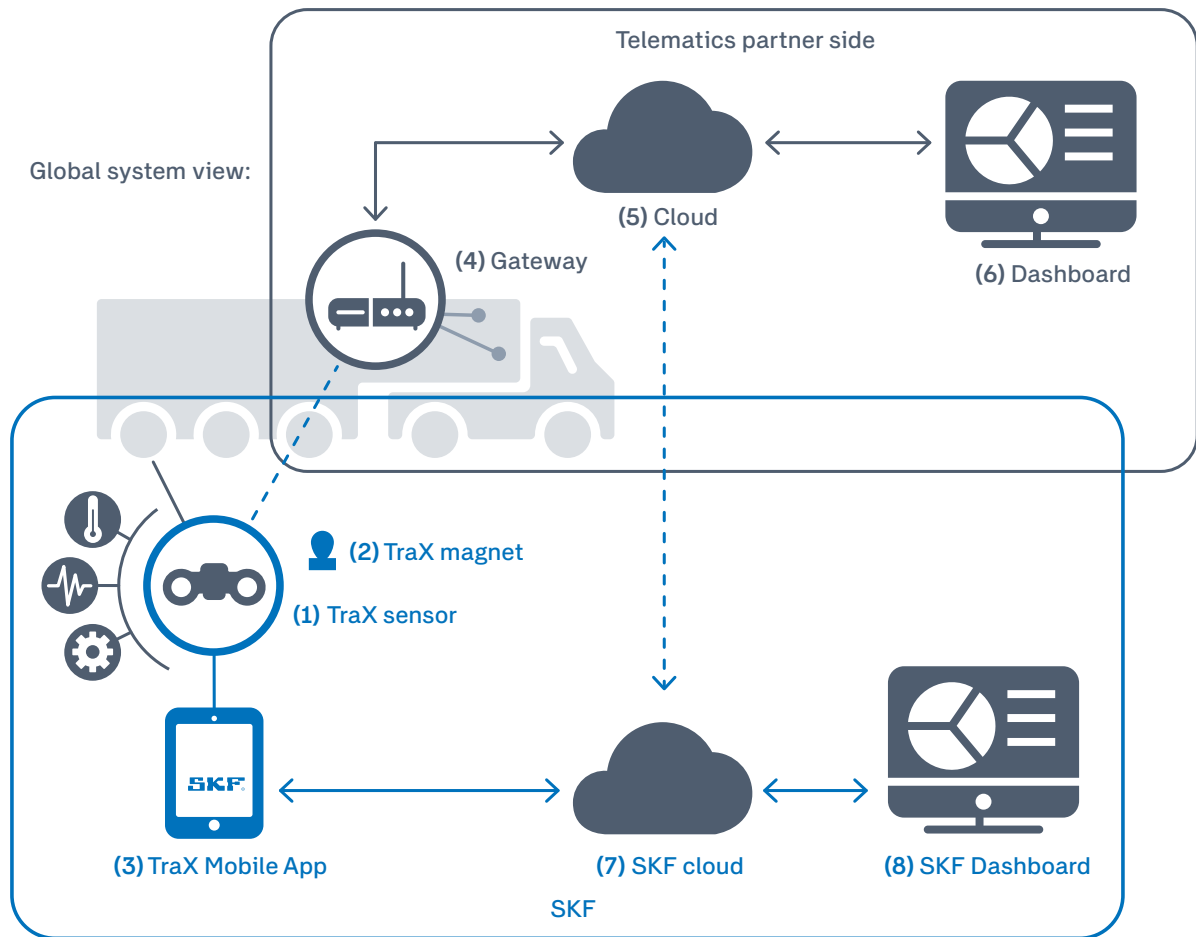 Telematics partner side
Global system view:
(5) Cloud
(4) Gateway
(6) Dashboard
(2) TraX magnet
(1) TraX sensor
SKF
(3) TraX Mobile App
(7) SKF cloud
(8) SKF Dashboard
SKF